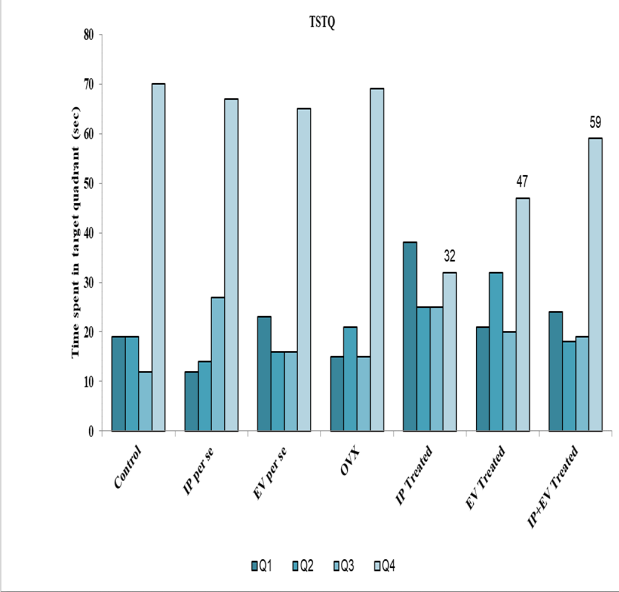 TSTQ
Time spent in target quadrant (sec)
80
70
60
50
40
30
20
10
0
32
47
59
Control
IP per se
EV per se
OVX
IP Treated
EV Treated
IP+EV Treated
Q1 Q2 Q3 Q4